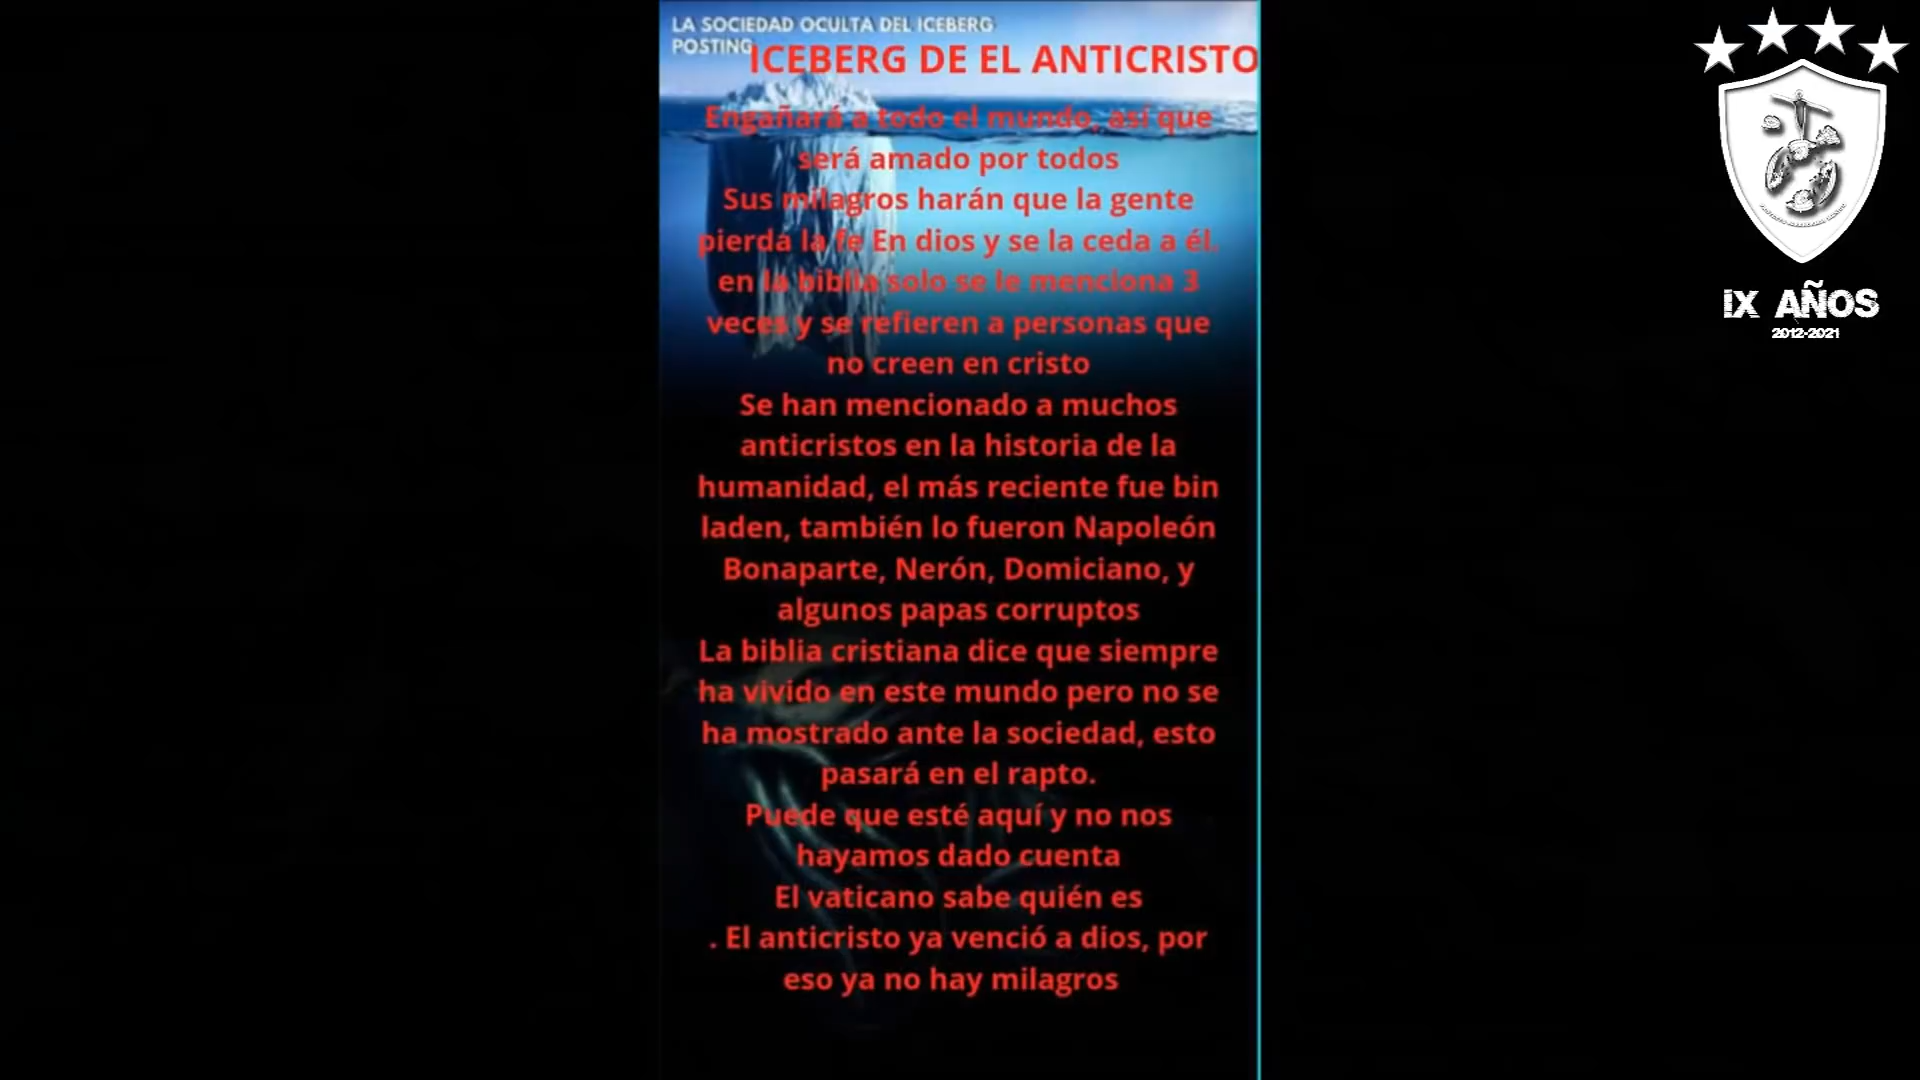 LA SOCIEDAD OCULTA DEL ICEBERG
POSTING
ICEBERG DE EL ANTICRISTO
Engañará a todo el mundo, así que
será amado por todos
Sus milagros harán que la gente
pierda la fe En dios y se la ceda a él.
en la biblia solo se le menciona 3
veces y se refieren a personas que
no creen en cristo
Se han mencionado a muchos
anticristos en la historia de la
humanidad, el más reciente fue bin
laden, también lo fueron Napoleón
Bonaparte, Nerón, Domiciano, y
algunos papas corruptos
La biblia cristiana dice que siempre
ha vivido en este mundo pero no se
ha mostrado ante la sociedad, esto
pasará en el rapto.
Puede que esté aquí y no nos
hayamos dado cuenta
El vaticano sabe quién es
. El anticristo ya venció a dios, por
eso ya no hay milagros
IX AÑOS
2012-2021